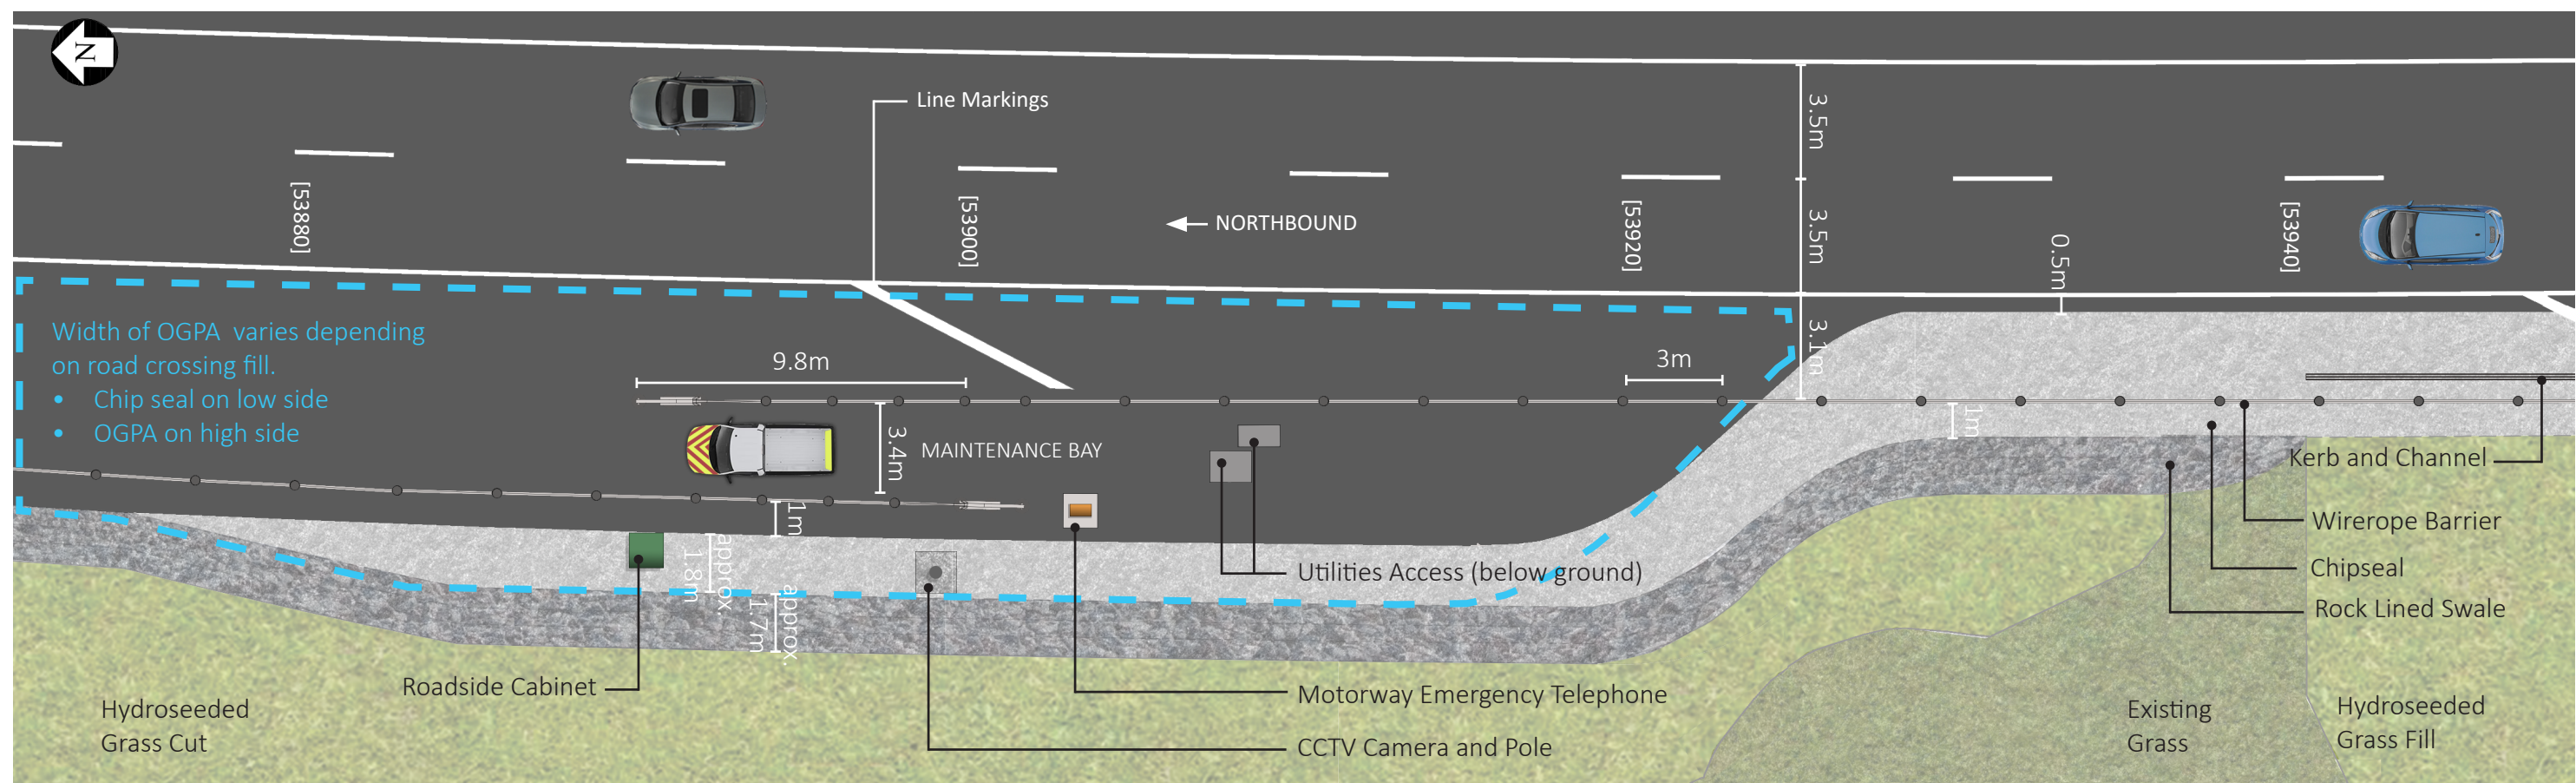 N
Line Markings
[53880]
[53900]
NORTHBOUND
[53920]
[53940]
3.5m
3.5m
0.5m
3.1m
Width of OGPA varies depending
on road crossing fill.
• Chip seal on low side
• OGPA on high side
9.8m
3m
3.4m
MAINTENANCE BAY
1m
1m
approx.
1.8m
approx.
1.7m
Kerb and Channel
Wirerope Barrier
Chipseal
Rock Lined Swale
Utilities Access (below ground)
Roadside Cabinet
Motorway Emergency Telephone
CCTV Camera and Pole
Hydroseeded
Grass Cut
Existing
Grass
Hydroseeded
Grass Fill